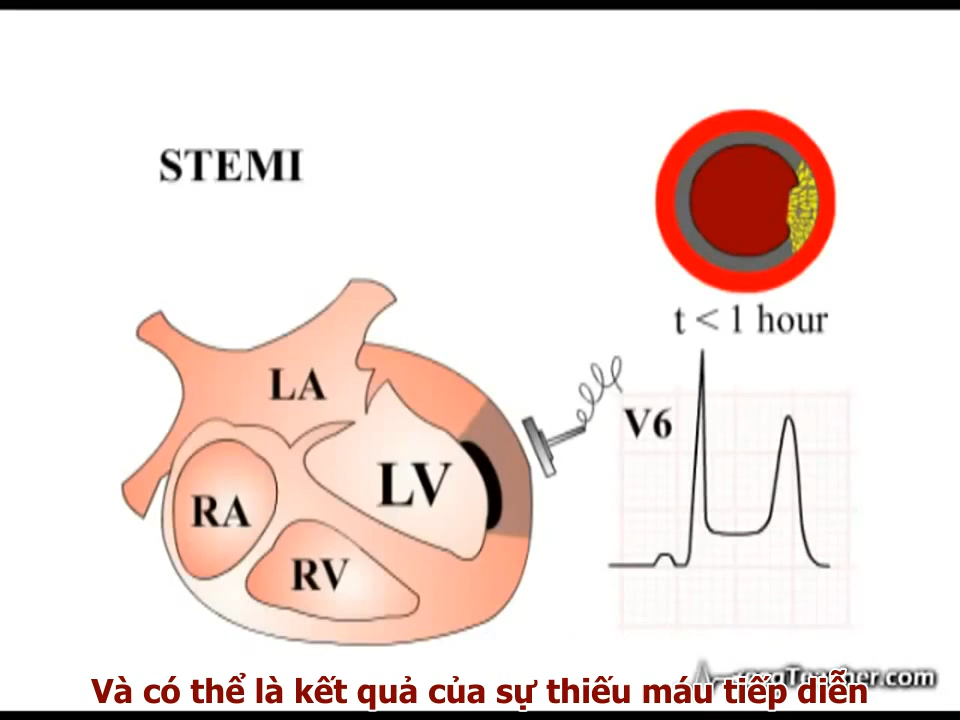 STEMI
t < 1 hour
LA
V6
LV
RA
RV
Và có thể là kết quả của sự thiếu máu tiếp diễn